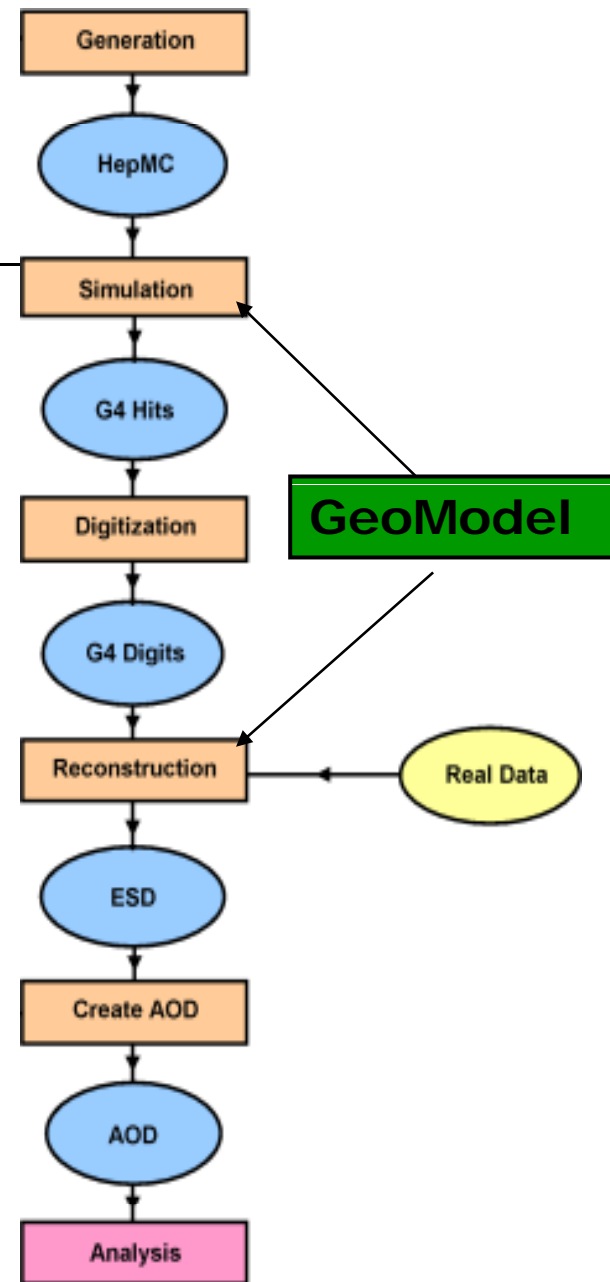 Generation
HepMC
Simulation
G4 Hits
GeoModel
Digitization
G4 Digits
Reconstruction
Real Data
ESD
Create AOD
AOD
Analysis